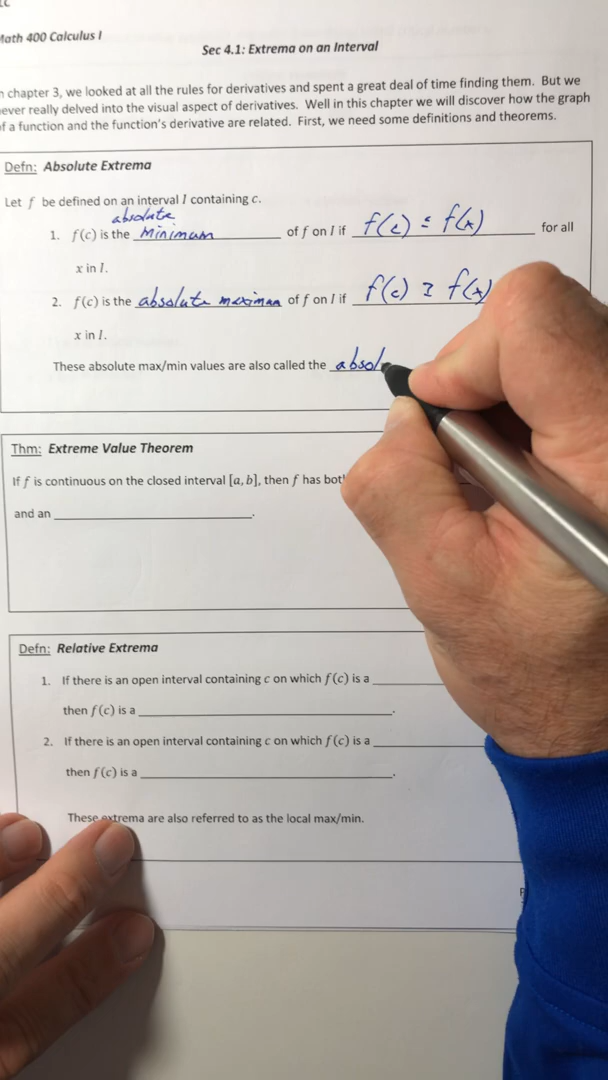 Math 400 Calculus I
Sec 4.1: Extrema on an Interval
chapter 3, we looked at all the rules for derivatives and spent a great deal of time finding them. But we
never really delved into the visual aspect of derivatives. Well in this chapter we will discover how the graph
of a function and the function's derivative are related. First, we need some definitions and theorems.
Defn: Absolute Extrema
Let f be defined on an interval I containing c.
absolute
1. f(c) is the minimum of f on I if f(c) ≤ f(x) for all
x in I.
2. f(c) is the absolute maximum of f on I if f(c) ≥ f(x)
x in I.
These absolute max/min values are also called the absol
Thm: Extreme Value Theorem
If f is continuous on the closed interval [a, b], then f has bot
and an ____.
Defn: Relative Extrema
1. If there is an open interval containing c on which f(c) is a ____
then f(c) is a ____.
2. If there is an open interval containing c on which f(c) is a ____
then f(c) is a ____.
These extrema are also referred to as the local max/min.